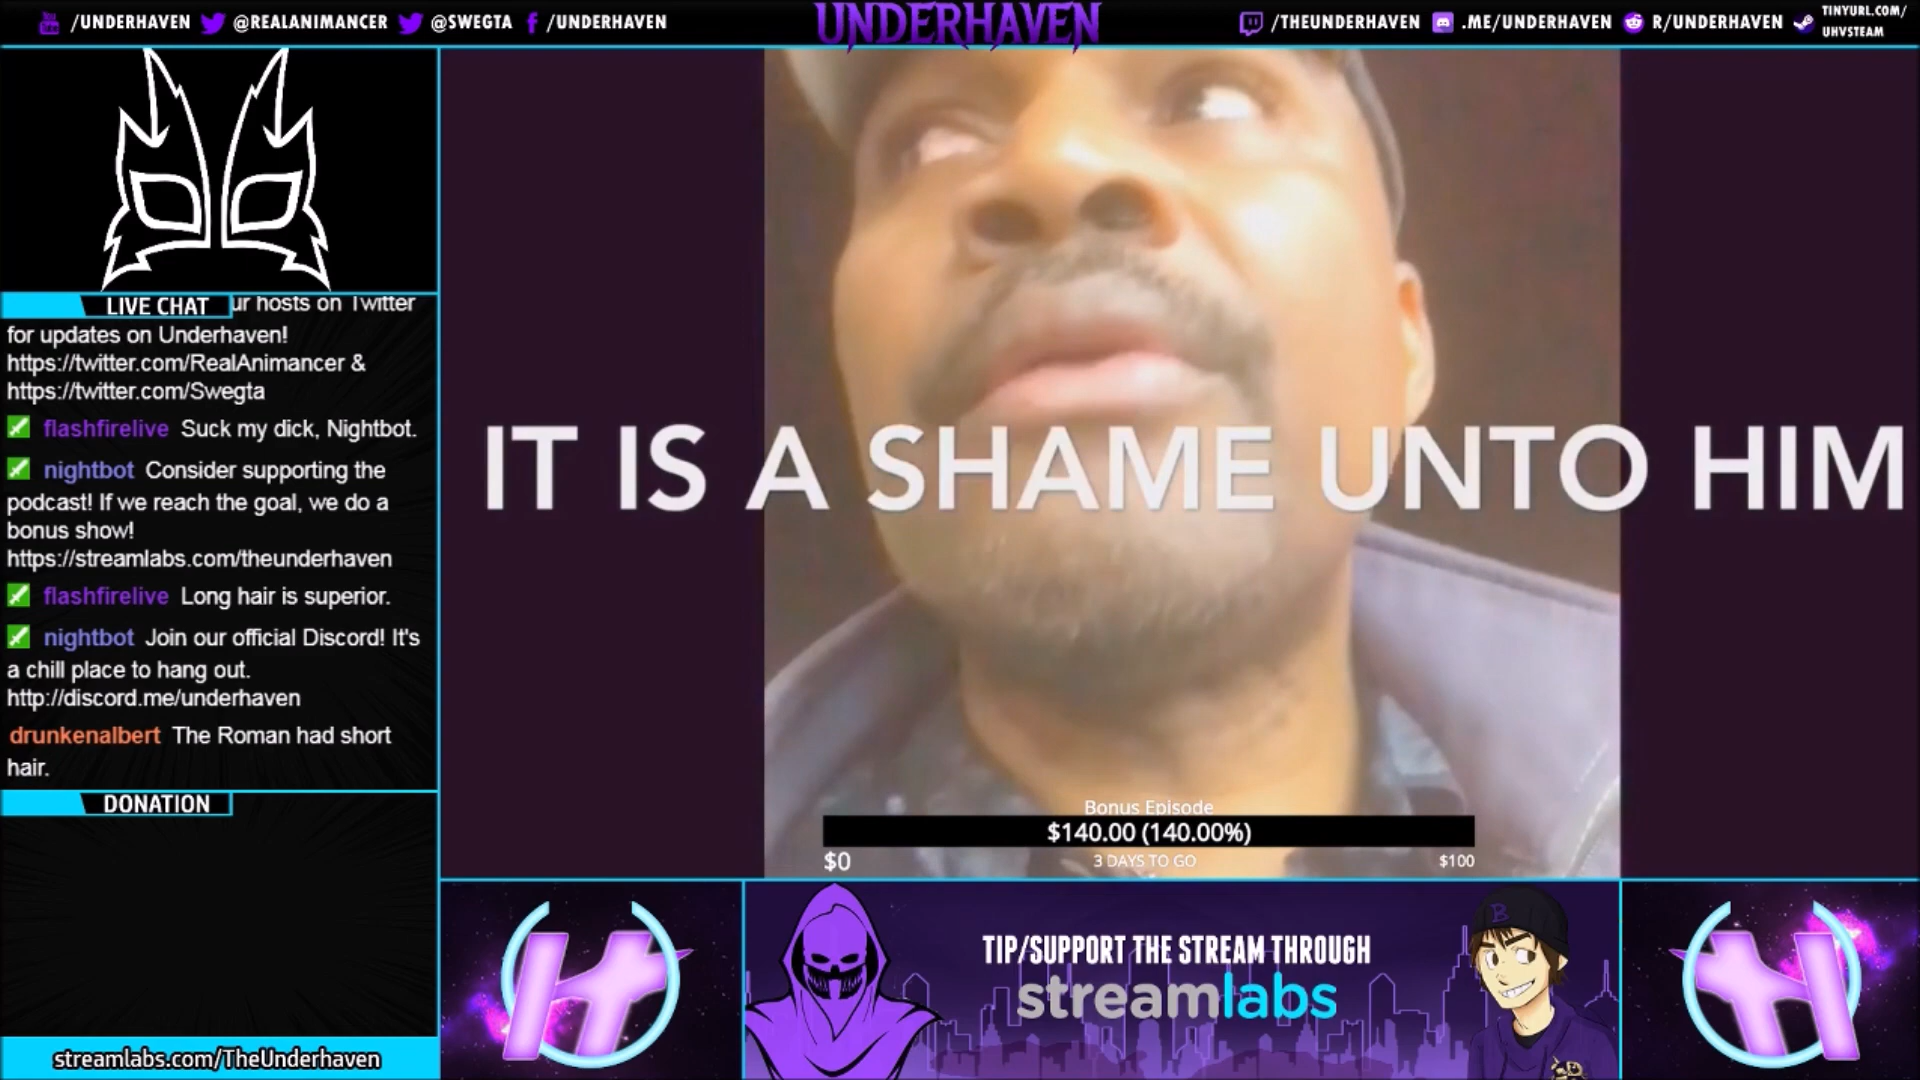 /UNDERHAVEN @REALANIMANCER @SWEGTA /UNDERHAVEN
UNDERHAVEN
/THEUNDERHAVEN .ME/UNDERHAVEN R/UNDERHAVEN TINYURL.COM/
UHVSTEAM
LIVE CHAT
ur hosts on Twitter
for updates on Underhaven!
https://twitter.com/RealAnimancer &
https://twitter.com/Swegta
flashfirelive Suck my dick, Nightbot.
nightbot Consider supporting the
podcast! If we reach the goal, we do a
bonus show!
https://streamlabs.com/theunderhaven
flashfirelive Long hair is superior.
nightbot Join our official Discord! It's
a chill place to hang out.
http://discord.me/underhaven
drunkenalbert The Roman had short
hair.
DONATION
streamlabs.com/TheUnderhaven
IT IS A SHAME UNTO HIM
Bonus Episode
$140.00 (140.00%)
$0 3 DAYS TO GO $100
TIP/SUPPORT THE STREAM THROUGH
streamlabs
B